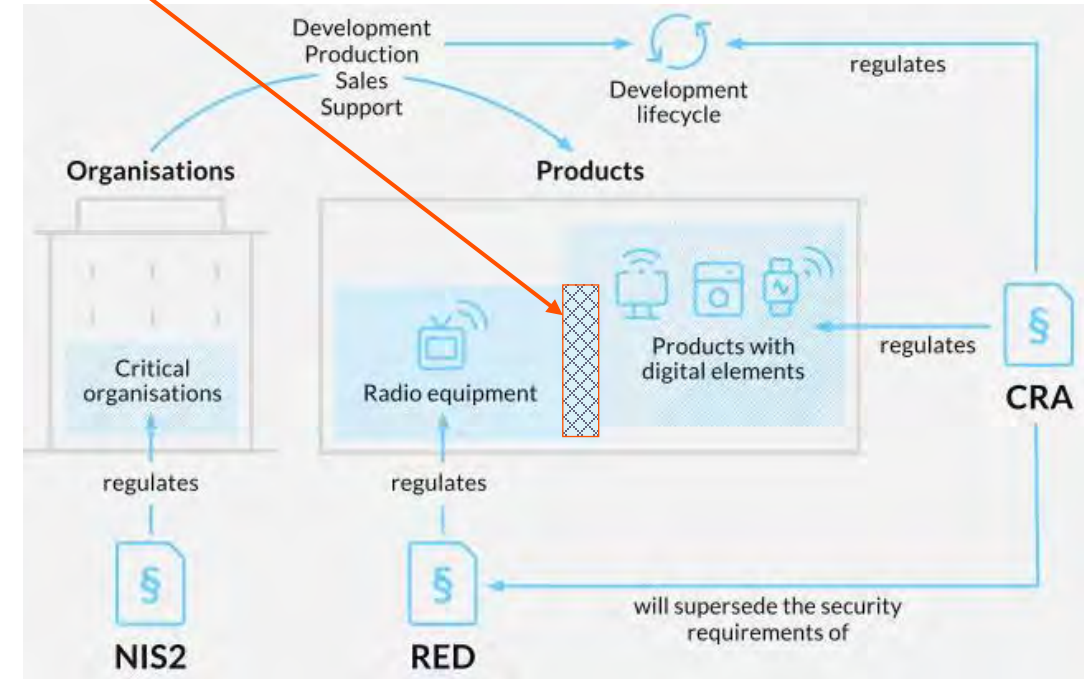 Development
Production
Sales
Support
Development
lifecycle
regulates
Organisations
Products
Critical
organisations
Radio equipment
Products with
digital elements
regulates
§
CRA
regulates
regulates
§
NIS2
§
RED
will supersede the security
requirements of